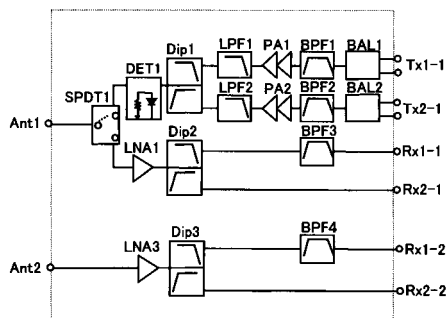 Dip1 LPF1 PA1 BPF1 BAL1
DET1
Tx1-1
SPDT1
LPF2 PA2 BPF2 BAL2
Tx2-1
Ant1
Dip2
BPF3
LNA1
Rx1-1
Rx2-1
Dip3
BPF4
LNA3
Rx1-2
Ant2
Rx2-2